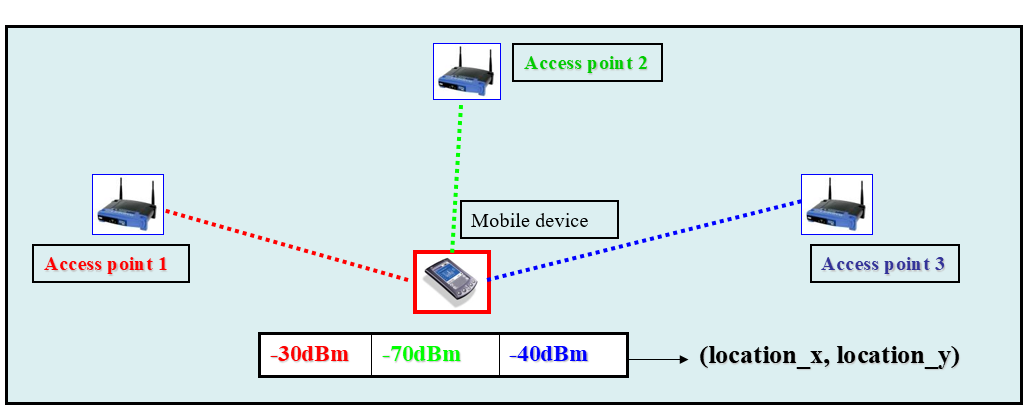 Access point 2
Mobile device
Access point 1
Access point 3
-30dBm -70dBm -40dBm (location_x, location_y)